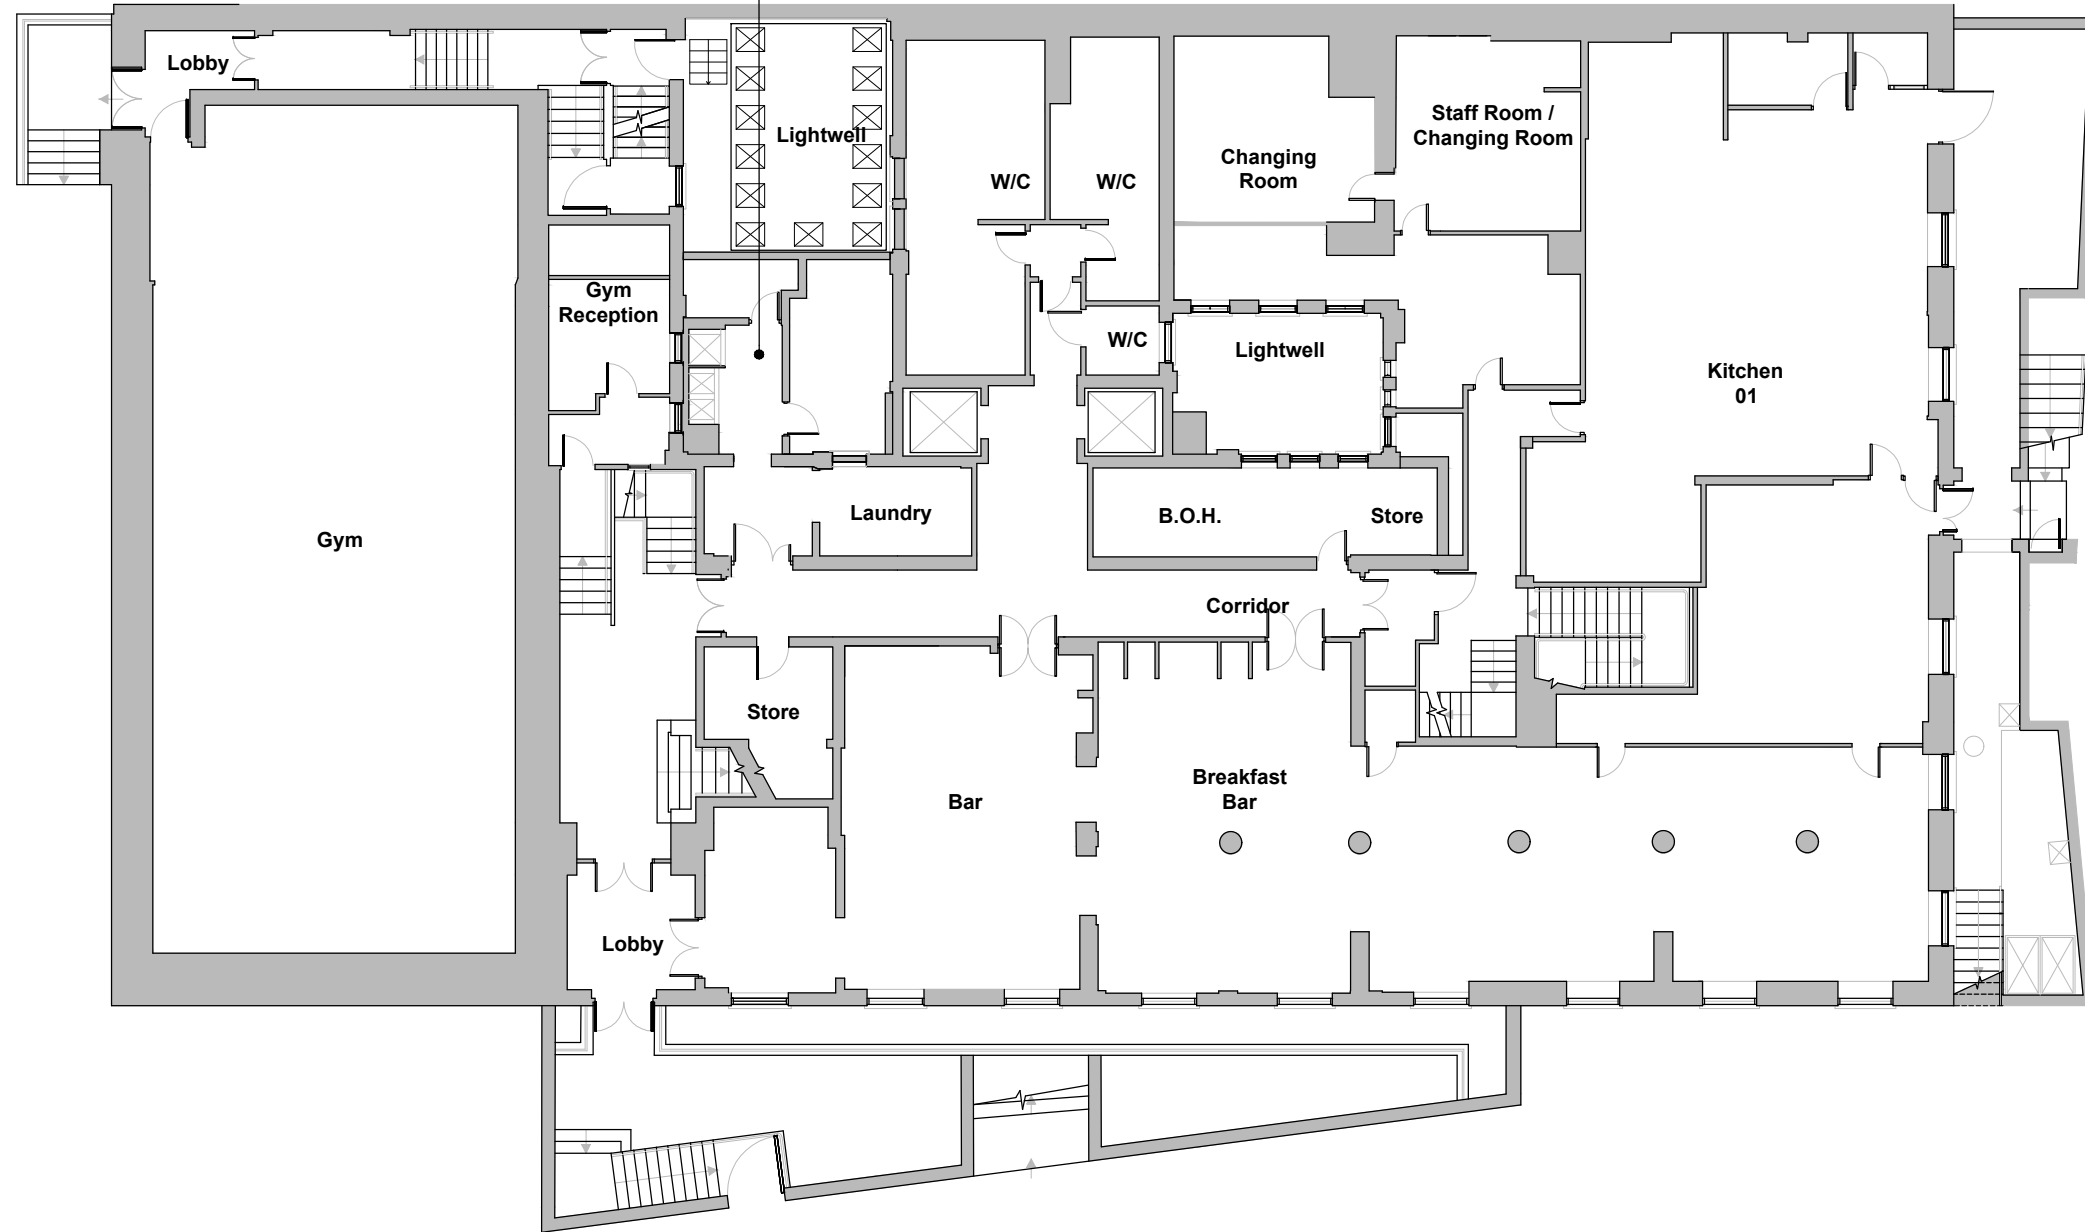 Lobby
Lightwell
Staff Room /
Changing Room
Changing
Room
W/C
W/C
Gym
Reception
W/C
Lightwell
Kitchen
01
Gym
Laundry
B.O.H.
Store
Corridor
Store
Bar
Breakfast
Bar
Lobby